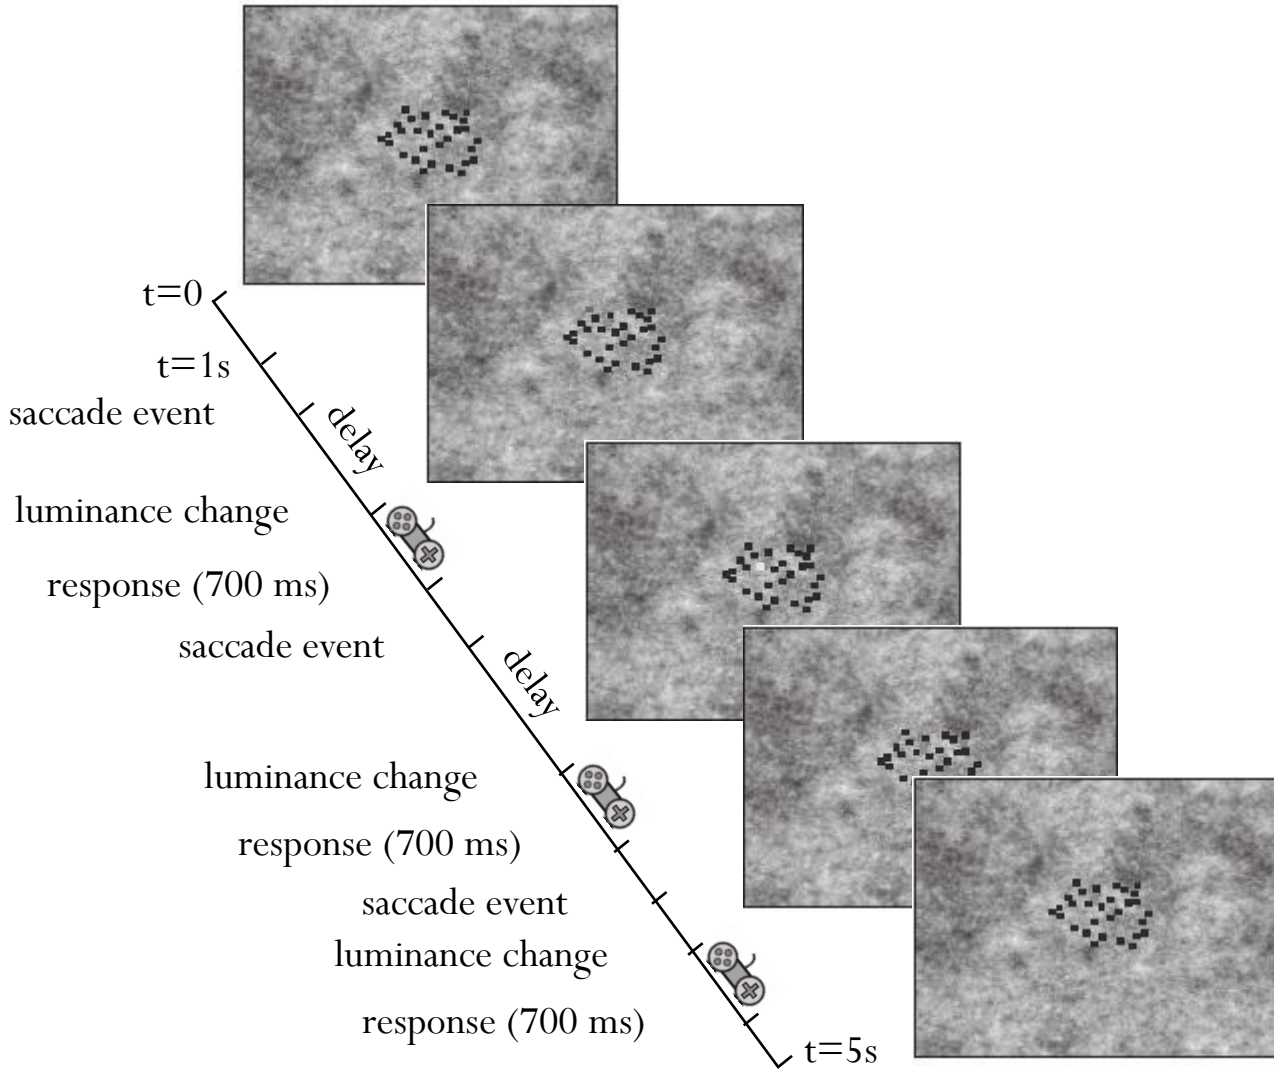 t=0
t=1s
saccade event
delay
luminance change
response (700 ms)
saccade event
delay
luminance change
response (700 ms)
saccade event
luminance change
response (700 ms)
t=5s